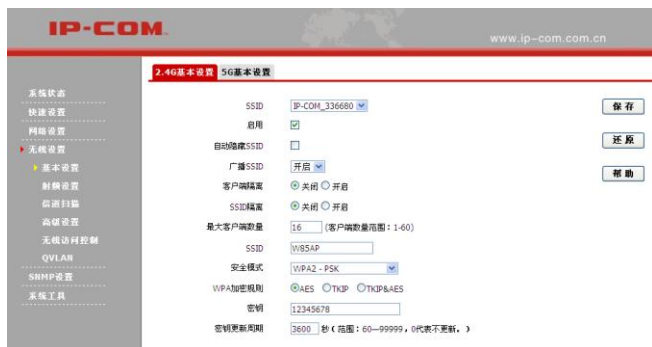 IP-COM
www.ip-com.com.cn
2.4G基本设置 5G基本设置
系统状态
快速设置
网络设置
无线设置
基本设置
射频设置
信道扫描
高级设置
无线访问控制
QVLAN
SNMP设置
系统工具
SSID IP-COM_336680
启用
自动隐藏SSID
广播SSID 开启
客户端隔离 关闭 开启
SSID隔离 关闭 开启
最大客户端数量 16 (客户端数量范围:1-60)
SSID W85AP
安全模式 WPA2 - PSK
WPA加密规则 AES TKIP TKIP&AES
密钥 12345678
密钥更新周期 3600 秒(范围:60—99999,0代表不更新。)
保存
还原
帮助